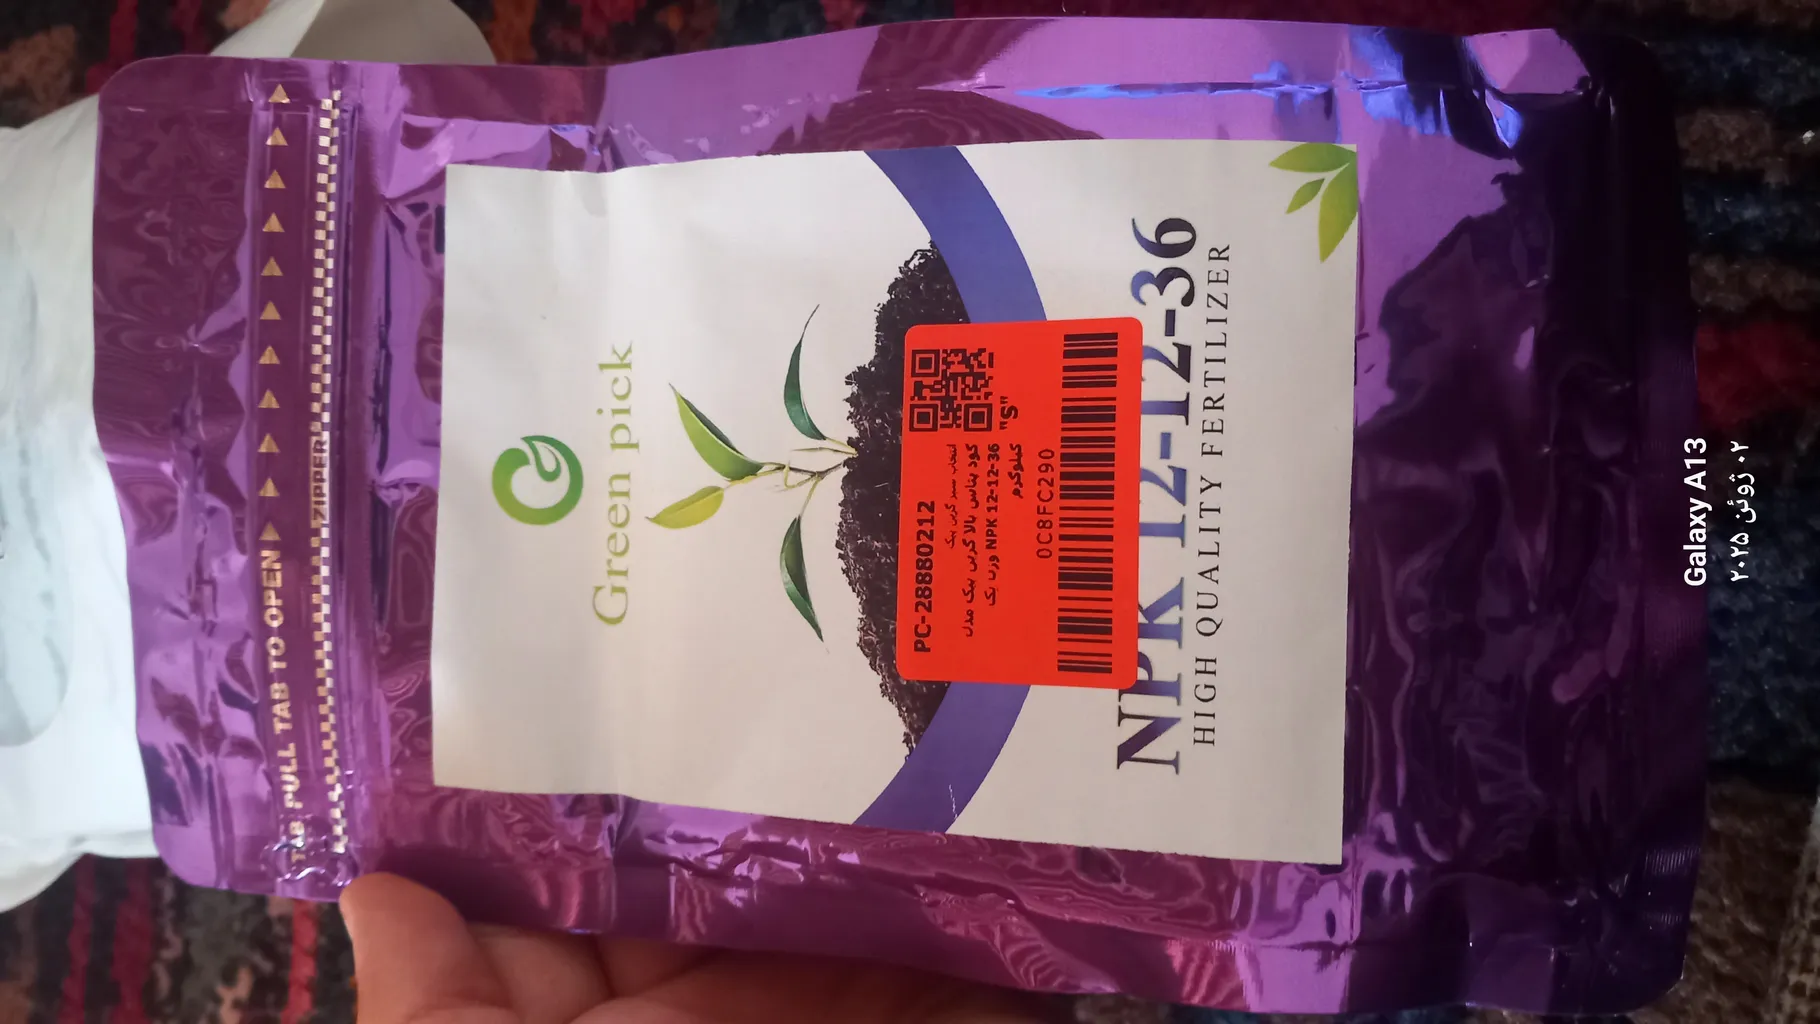 TAB PULL TAB TO OPEN
ZIPPER
Green pick
PC-28880212
انتخاب سبز گرین پیک
کود پتاس بالا گرین پیک مدل
NPK 12-12-36 وزن یک
کیلوگرم
"S"
0C8FC290
NPK 12-12-36
HIGH QUALITY FERTILIZER
Galaxy A13
۰۲ ژوئن ۲۰۲۵